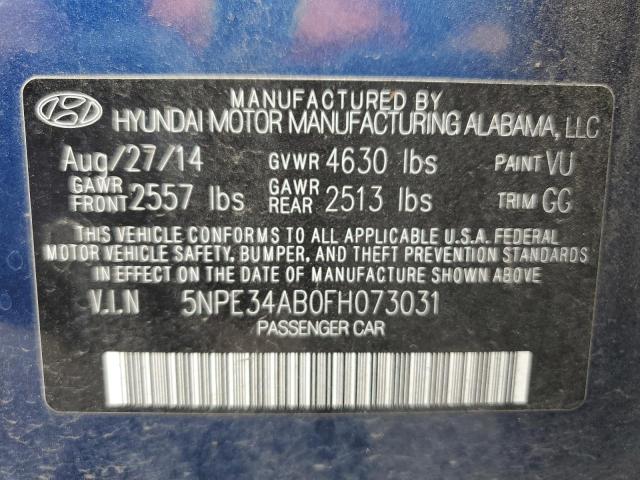 MANUFACTURED BY
HYUNDAI MOTOR MANUFACTURING ALABAMA, LLC
Aug/27/14 GVWR 4630 lbs PAINT VU
GAWR FRONT 2557 lbs GAWR REAR 2513 lbs TRIM GG
THIS VEHICLE CONFORMS TO ALL APPLICABLE U.S.A. FEDERAL
MOTOR VEHICLE SAFETY, BUMPER, AND THEFT PREVENTION STANDARDS
IN EFFECT ON THE DATE OF MANUFACTURE SHOWN ABOVE.
V.I.N 5NPE34AB0FH073031
PASSENGER CAR